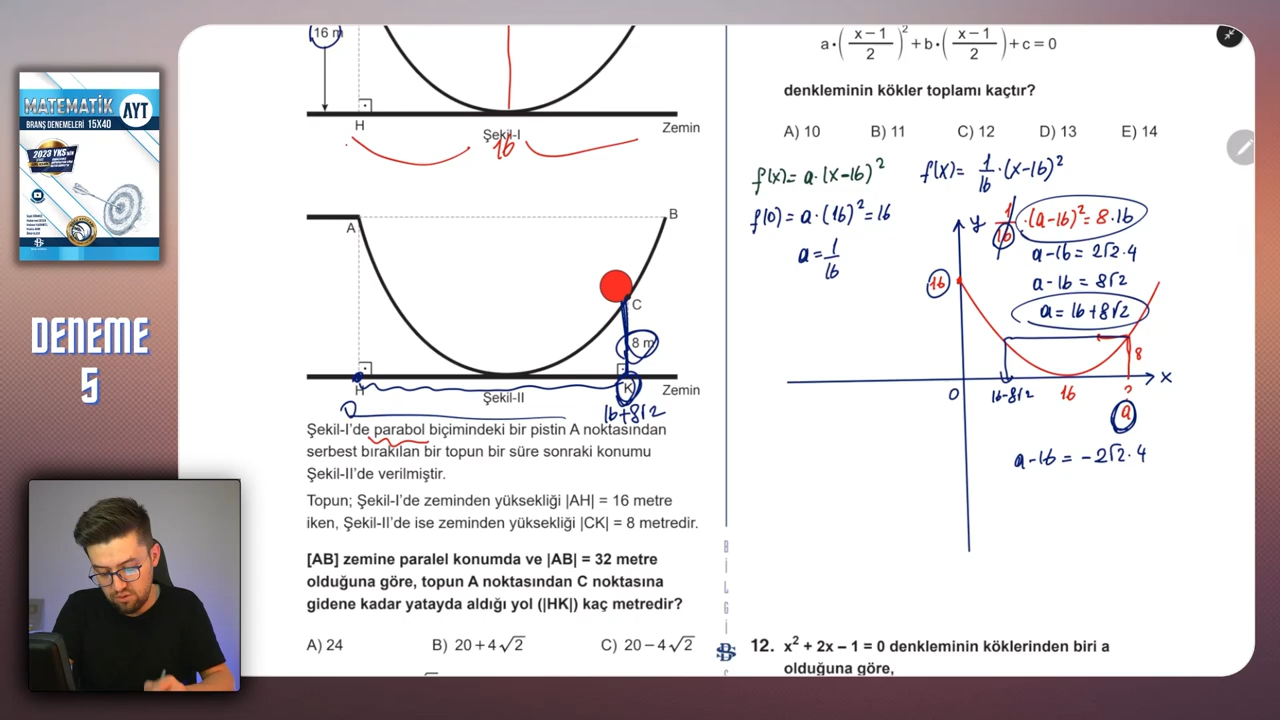 MATEMATİK
AYT
BRANŞ DENEMELERİ 15X40
2023 YKS'NİN
DENEME
5
16 m
H
Şekil-I
Zemin
16
A
B
C
8 m
H
K
Şekil-II
Zemin
0
16+8√2
Şekil-I'de parabol biçimindeki bir pistin A noktasından
serbest bırakılan bir topun bir süre sonraki konumu
Şekil-II'de verilmiştir.
Topun; Şekil-I'de zeminden yüksekliği |AH| = 16 metre
iken, Şekil-II'de ise zeminden yüksekliği |CK| = 8 metredir.
[AB] zemine paralel konumda ve |AB| = 32 metre
olduğuna göre, topun A noktasından C noktasına
gidene kadar yatayda aldığı yol (|HK|) kaç metredir?
A) 24 B) 20 + 4√2 C) 20 – 4√2
a·((x – 1)/2)² + b·((x – 1)/2) + c = 0
denkleminin kökler toplamı kaçtır?
A) 10 B) 11 C) 12 D) 13 E) 14
f(x) = a·(x-16)²
f(0) = a·(16)² = 16
a = 1/16
f(x) = 1/16·(x-16)²
1/16·(a-16)² = 8·16
a-16 = 2√2·4
a-16 = 8√2
a = 16+8√2
y
16
8
x
0
16-8√2
16
?
a
a-16 = -2√2·4
BİLGİ
12. x² + 2x – 1 = 0 denkleminin köklerinden biri a
olduğuna göre,